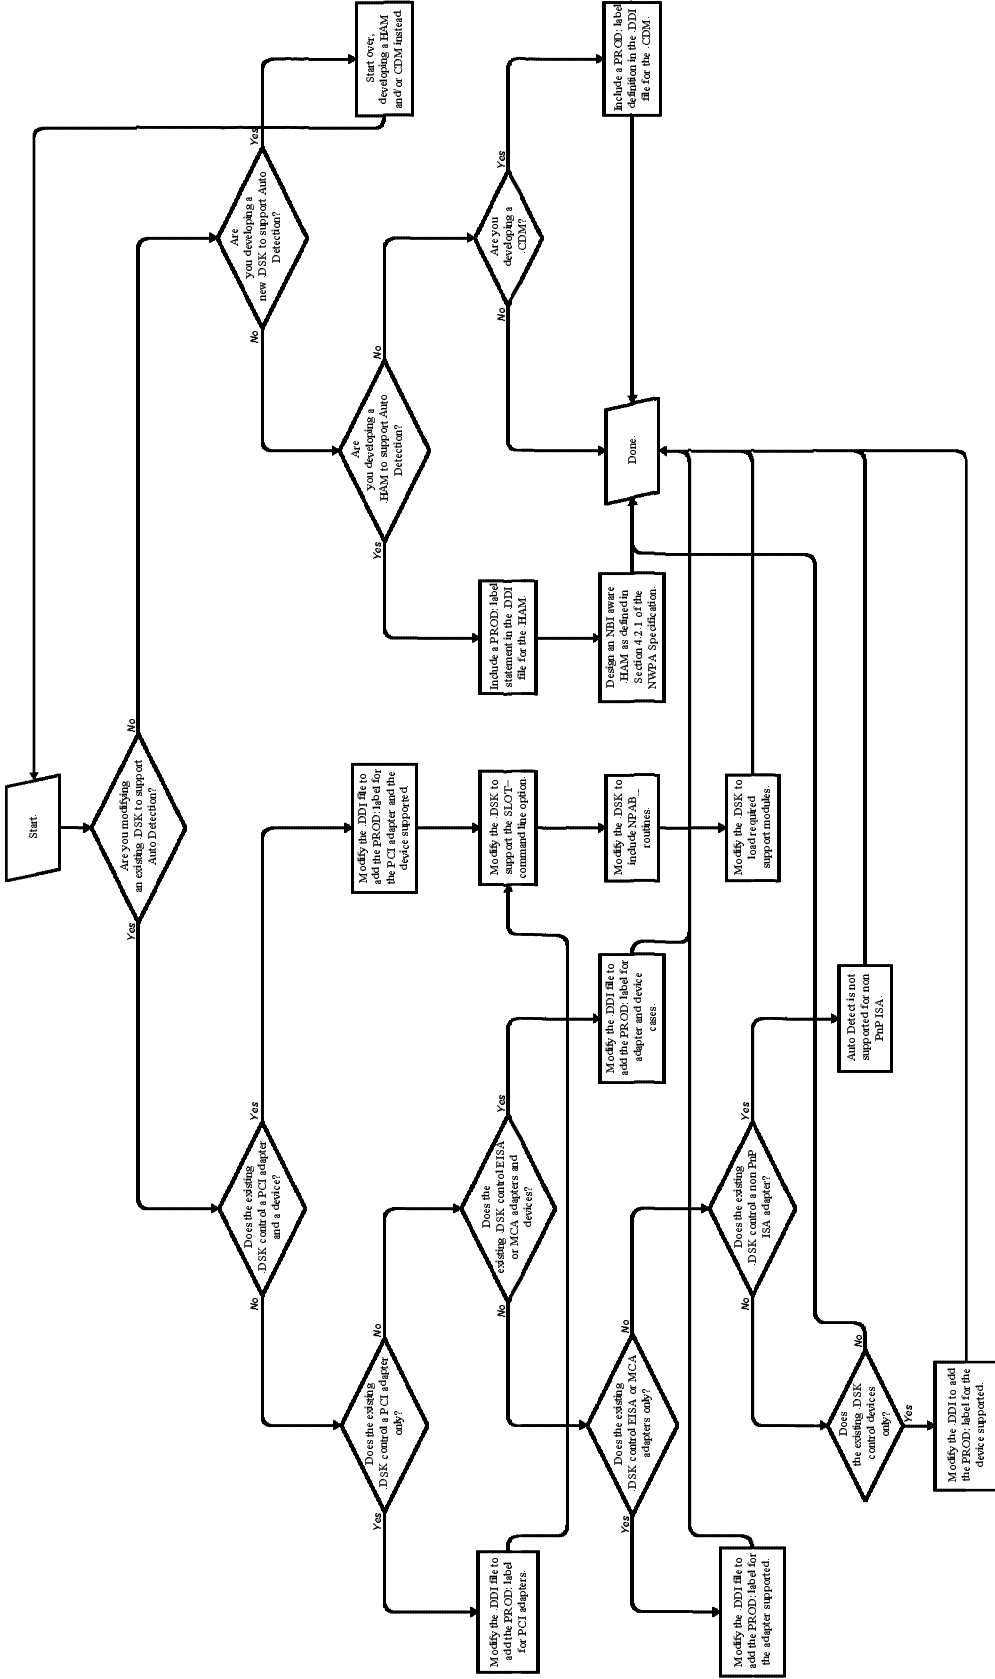 Start.
Are you modifying
an existing .DSK to support
Auto Detection?
Yes
No
Does the existing
.DSK control a PCI adapter
and a device?
No
Yes
Are
you developing a
new .DSK to support Auto
Detection?
No
Yes
Start over,
developing a HAM
and/or CDM instead.
Does the existing
.DSK control a PCI adapter
only?
Yes
No
Modify the .DDI file to
add the PROD: label for
the PCI adapter and the
device supported.
Are
you developing a
.HAM to support Auto
Detection?
Yes
No
Modify the .DDI file to
add the PROD: label
for PCI adapters.
Does the
existing .DSK control EISA
or MCA adapters and
devices?
No
Yes
Modify the .DSK to
support the SLOT=
command line option.
Include a PROD: label
statement in the .DDI
file for the .HAM.
Are you
developing a
.CDM?
No
Yes
Does the existing
.DSK control EISA or MCA
adapters only?
Yes
No
Modify the .DDI file to
add the PROD: label for
adapter and device
cases.
Modify the .DSK to
include NPAB_
routines.
Design an NBI aware
.HAM as defined in
Section 4.2.1 of the
NWPA Specification.
Done.
Include a PROD: label
definition in the .DDI
file for the .CDM.
Modify the .DDI file to
add the PROD: label for
the adapter supported.
Does the existing
.DSK control a non PnP
ISA adapter?
No
Yes
Modify the .DSK to
load required
support modules.
Does
the existing .DSK
control devices
only?
Yes
No
Auto Detect is not
supported for non
PnP ISA.
Modify the .DDI to add
the PROD: label for the
device supported.